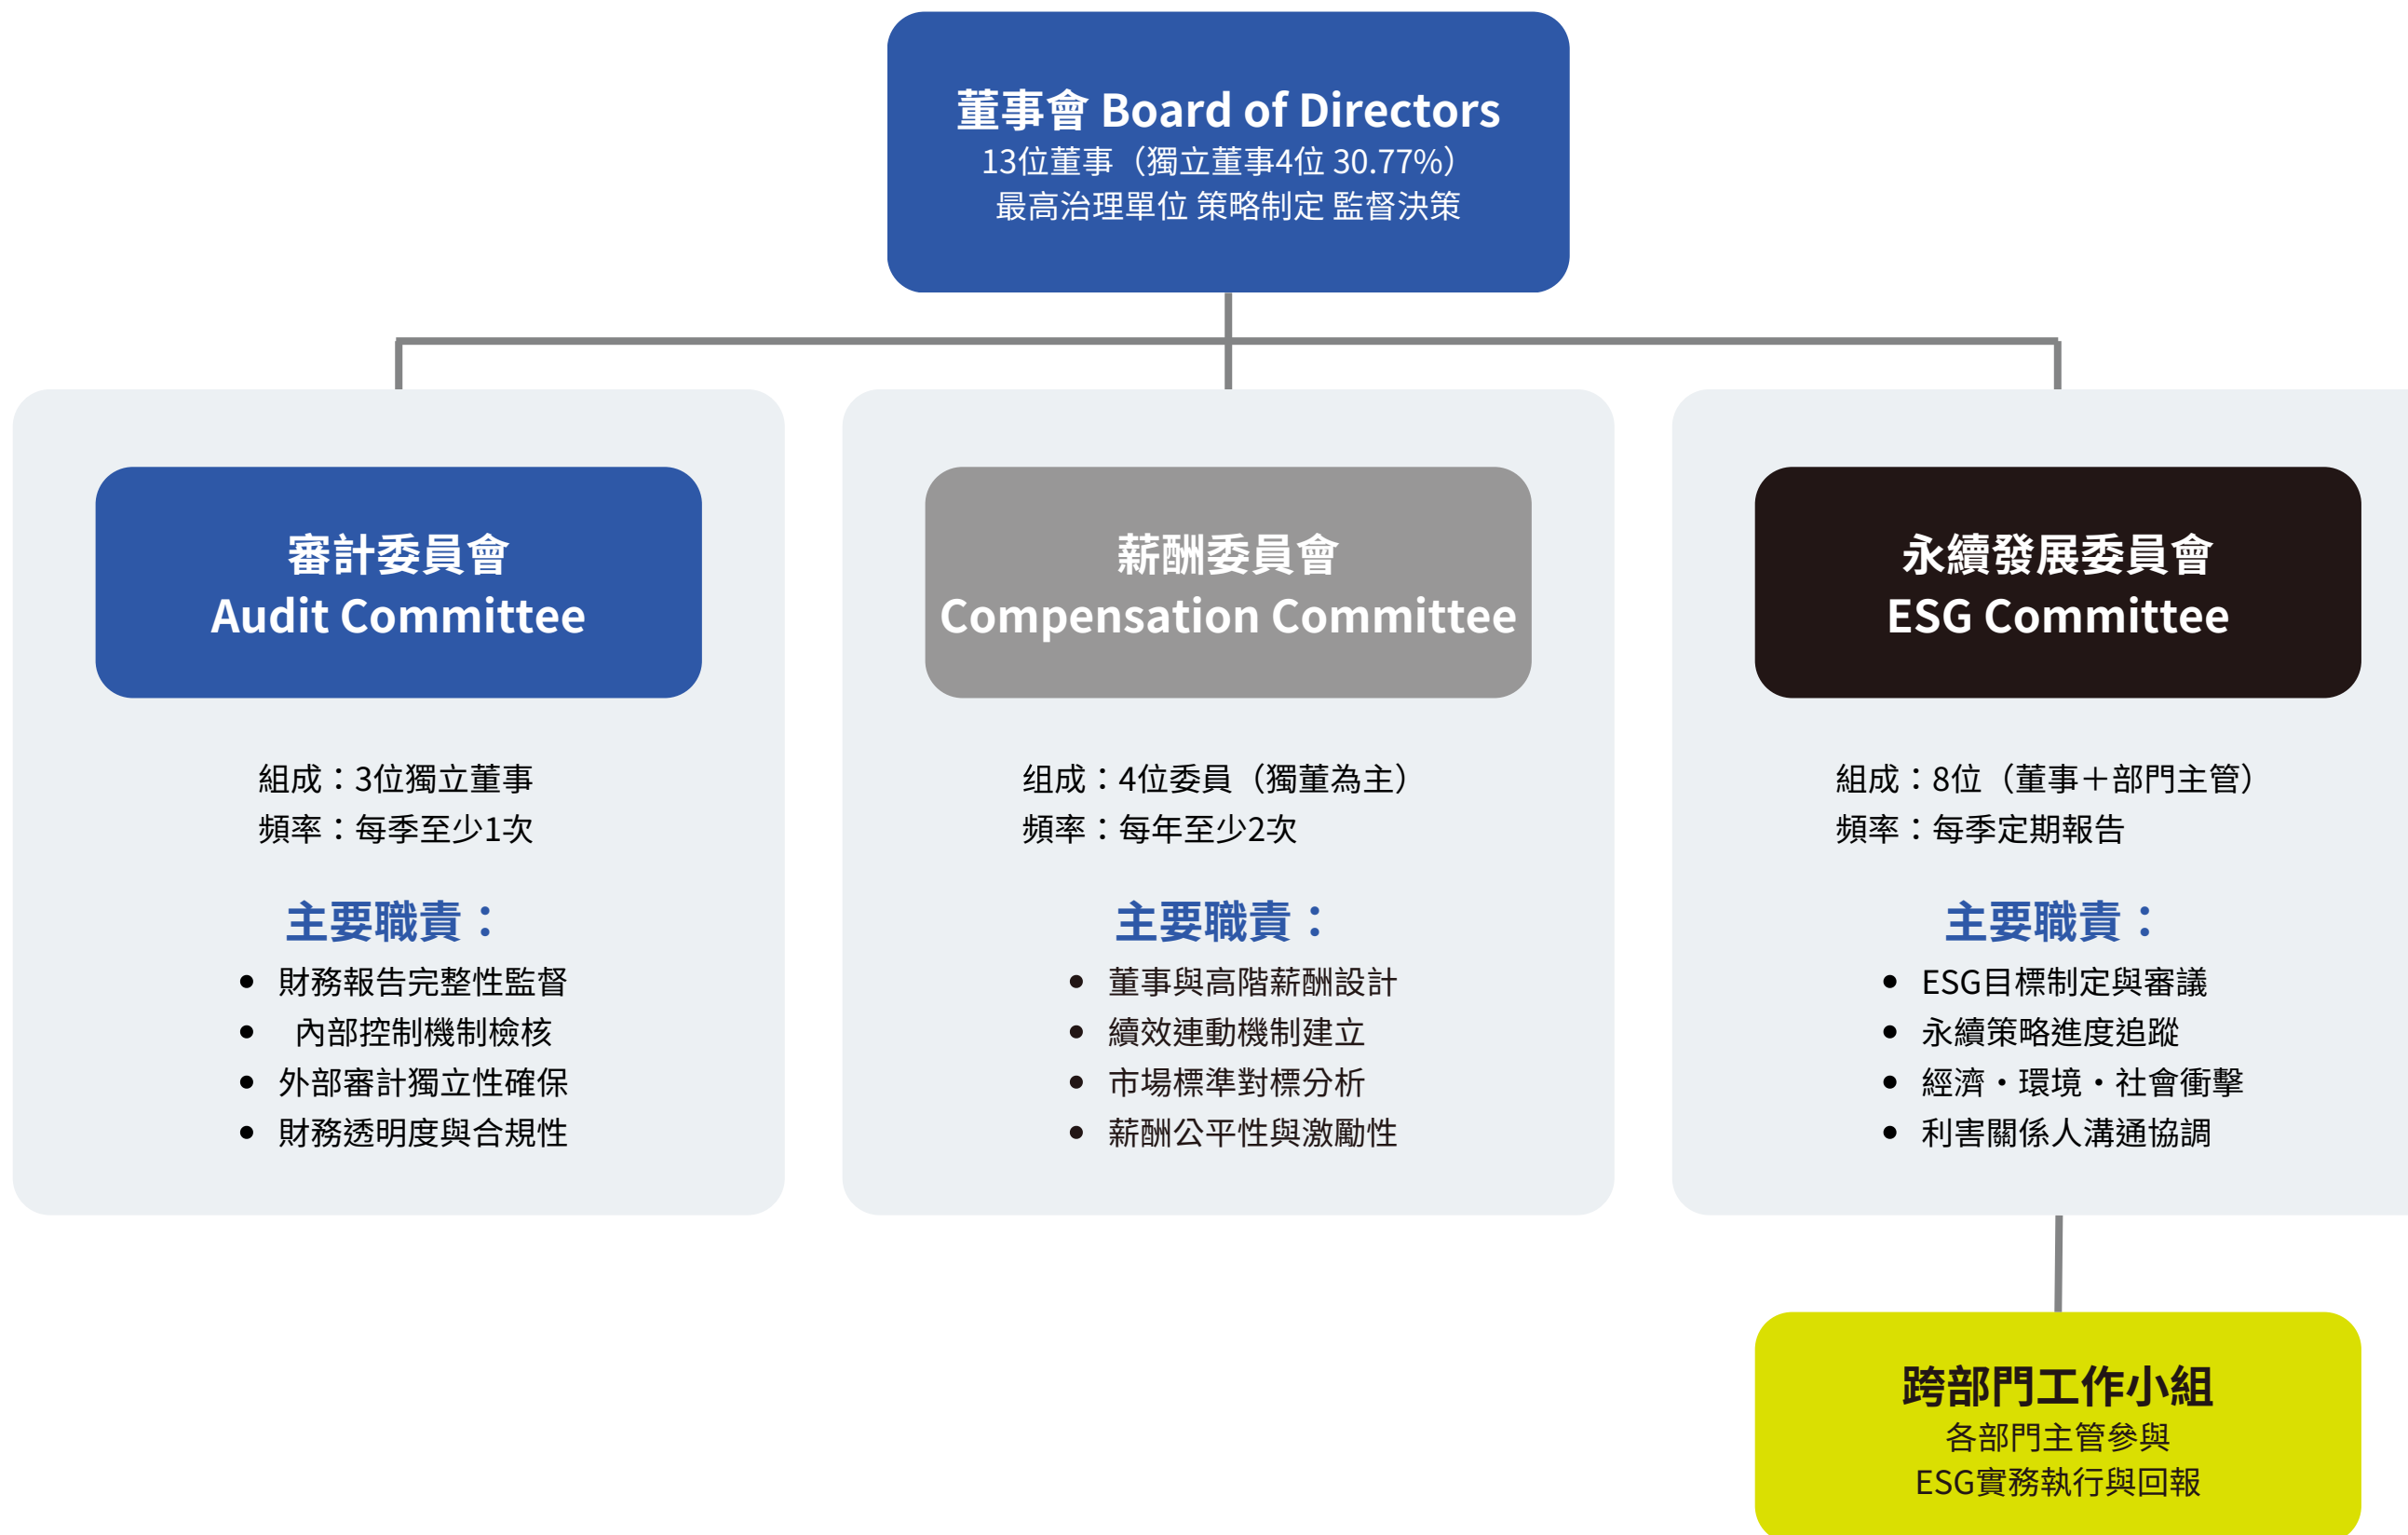 董事會 Board of Directors
13位董事（獨立董事4位 30.77%）
最高治理單位 策略制定 監督決策
審計委員會
Audit Committee
組成：3位獨立董事
頻率：每季至少1次
主要職責：
• 財務報告完整性監督
• 內部控制機制檢核
• 外部審計獨立性確保
• 財務透明度與合規性
薪酬委員會
Compensation Committee
组成：4位委員（獨董為主）
頻率：每年至少2次
主要職責：
• 董事與高階薪酬設計
• 續效連動機制建立
• 市場標準對標分析
• 薪酬公平性與激勵性
永續發展委員會
ESG Committee
組成：8位（董事＋部門主管）
頻率：每季定期報告
主要職責：
• ESG目標制定與審議
• 永續策略進度追蹤
• 經濟・環境・社會衝擊
• 利害關係人溝通協調
跨部門工作小組
各部門主管參與
ESG實務執行與回報